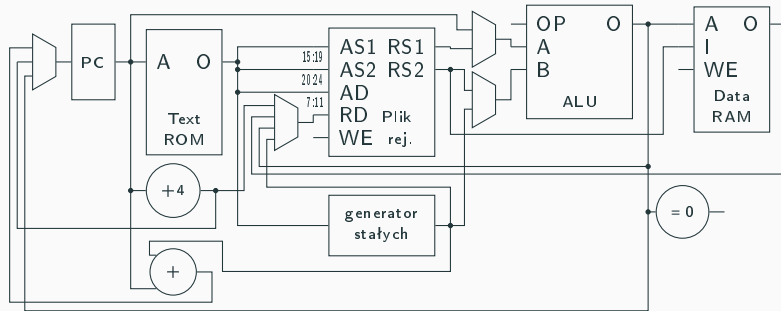 PC
A O
Text
ROM
15:19
20:24
7:11
AS1 RS1
AS2 RS2
AD
RD Plik
WE rej.
OP O
A
B
ALU
A O
I
WE
Data
RAM
+4
+
generator
stałych
= 0